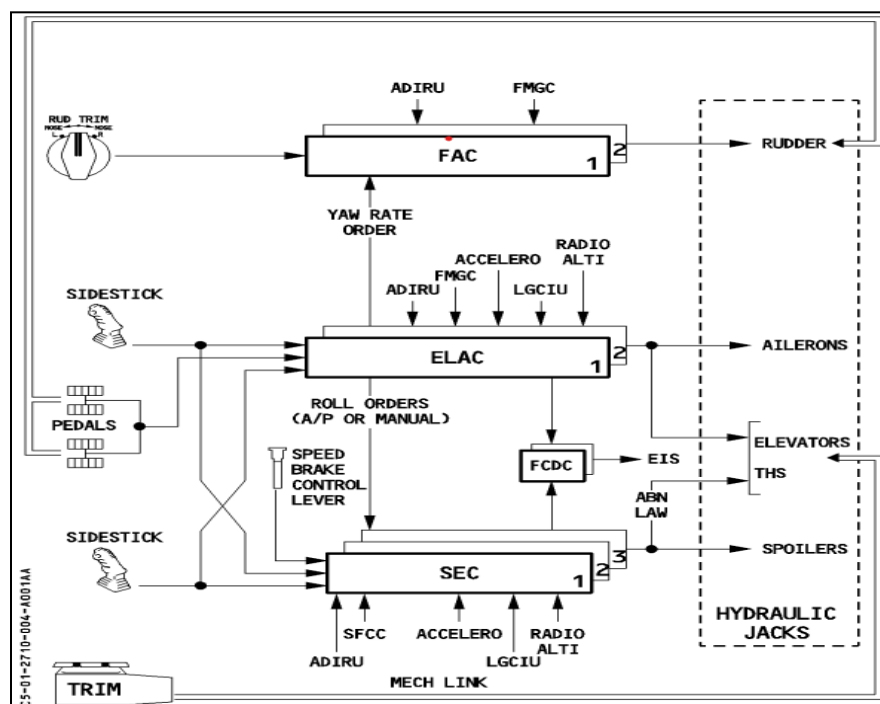 ADIRU
FMGC
RUD TRIM
NOSE
L
NOSE
R
FAC
1
2
RUDDER
YAW RATE
ORDER
RADIO
ALTI
ACCELERO
FMGC
ADIRU
LGCIU
SIDESTICK
ELAC
1
2
AILERONS
ROLL ORDERS
(A/P OR MANUAL)
PEDALS
SPEED
BRAKE
CONTROL
LEVER
FCDC
EIS
ELEVATORS
THS
ABN
LAW
SIDESTICK
SEC
1
2
3
SPOILERS
ADIRU
SFCC
ACCELERO
LGCIU
RADIO
ALTI
HYDRAULIC
JACKS
MECH LINK
TRIM
C5-01-2710-004-A001AA